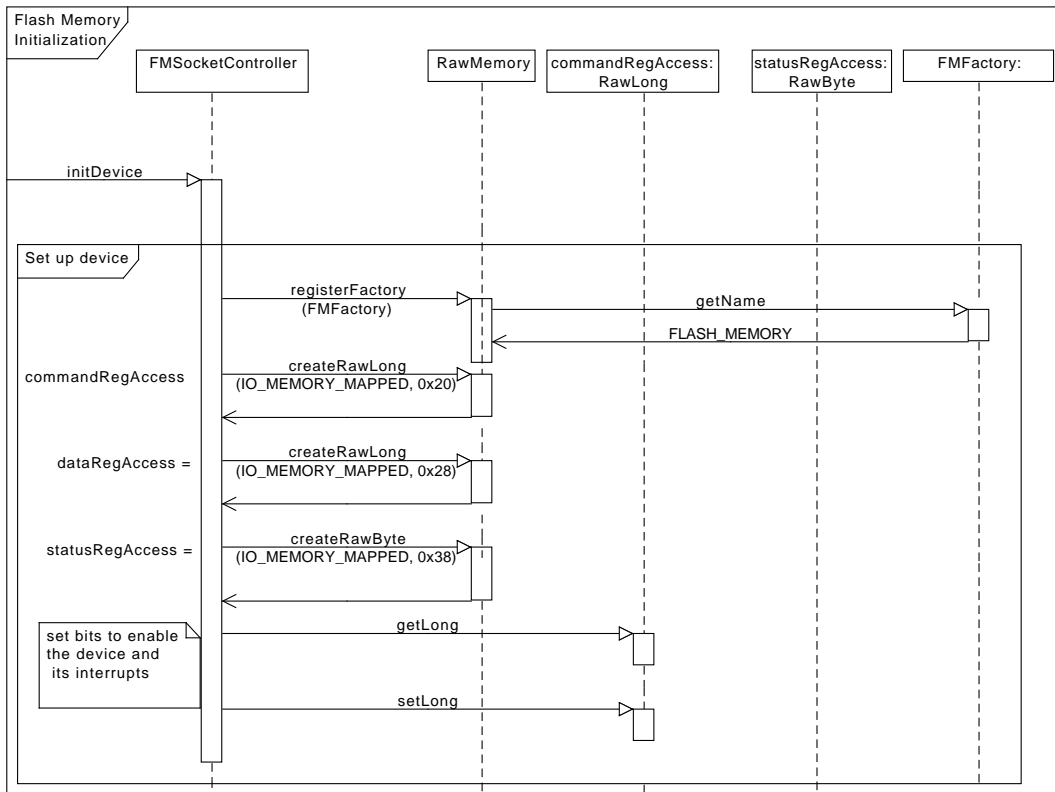 Flash Memory
Initialization
FMSocketController
RawMemory
commandRegAccess:
RawLong
statusRegAccess:
RawByte
FMFactory:
initDevice
Set up device
registerFactory
(FMFactory)
getName
FLASH_MEMORY
commandRegAccess
createRawLong
(IO_MEMORY_MAPPED, 0x20)
dataRegAccess =
createRawLong
(IO_MEMORY_MAPPED, 0x28)
statusRegAccess =
createRawByte
(IO_MEMORY_MAPPED, 0x38)
set bits to enable
the device and
its interrupts
getLong
setLong